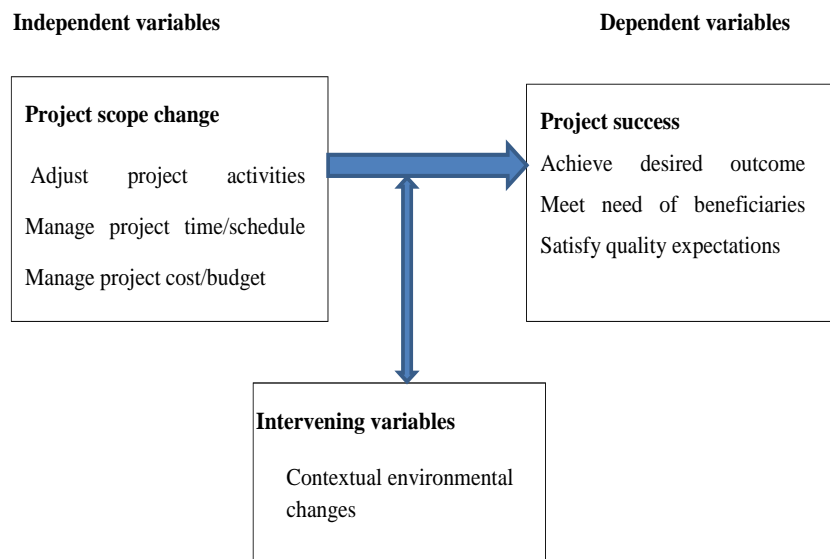 Independent variables
Dependent variables
Project scope change
Adjust project activities
Manage project time/schedule
Manage project cost/budget
Project success
Achieve desired outcome
Meet need of beneficiaries
Satisfy quality expectations
Intervening variables
Contextual environmental
changes